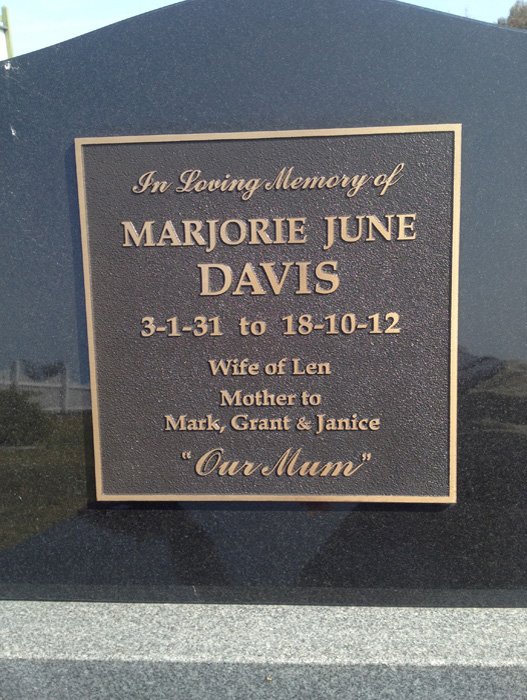 In Loving Memory of
MARJORIE JUNE
DAVIS
3-1-31 to 18-10-12
Wife of Len
Mother to
Mark, Grant & Janice
“Our Mum”